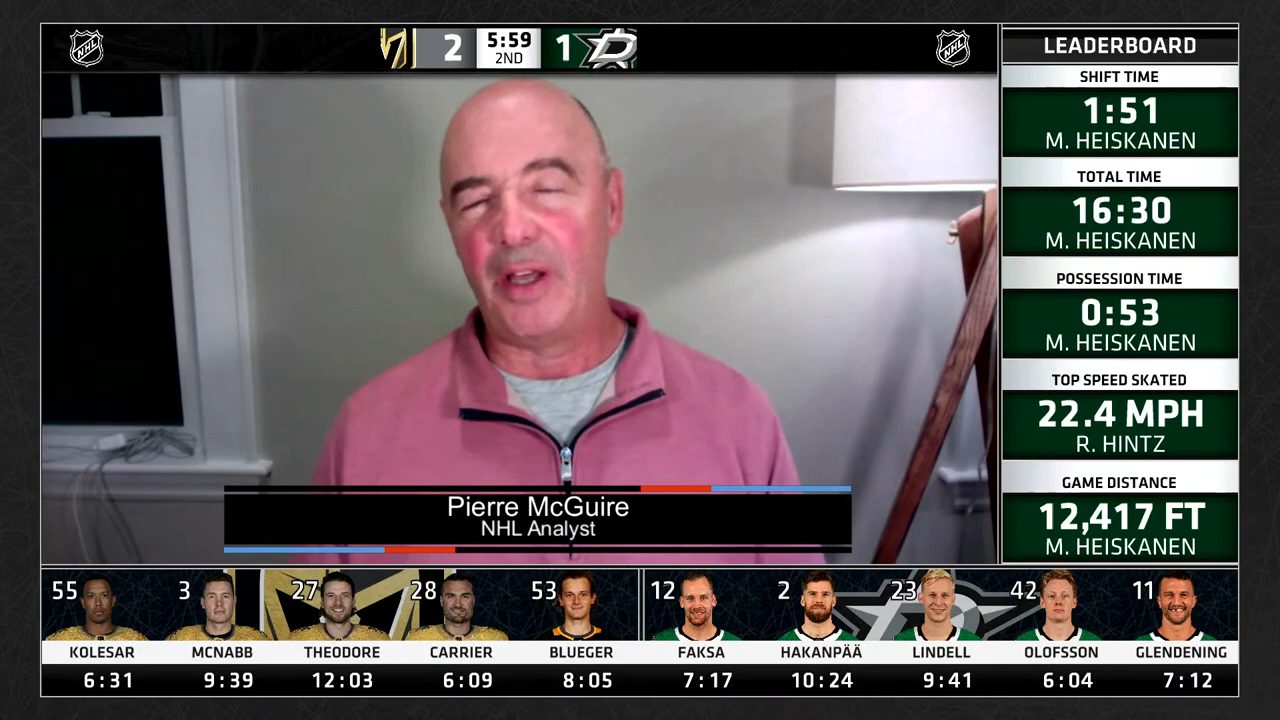 NHL
2
5:59
2ND
1
NHL
LEADERBOARD
SHIFT TIME
1:51
M. HEISKANEN
TOTAL TIME
16:30
M. HEISKANEN
POSSESSION TIME
0:53
M. HEISKANEN
TOP SPEED SKATED
22.4 MPH
R. HINTZ
GAME DISTANCE
12,417 FT
M. HEISKANEN
Pierre McGuire
NHL Analyst
55 3 27 28 53 12 2 23 42 11
KOLESAR MCNABB THEODORE CARRIER BLUEGER FAKSA HAKANPÄÄ LINDELL OLOFSSON GLENDENING
6:31 9:39 12:03 6:09 8:05 7:17 10:24 9:41 6:04 7:12